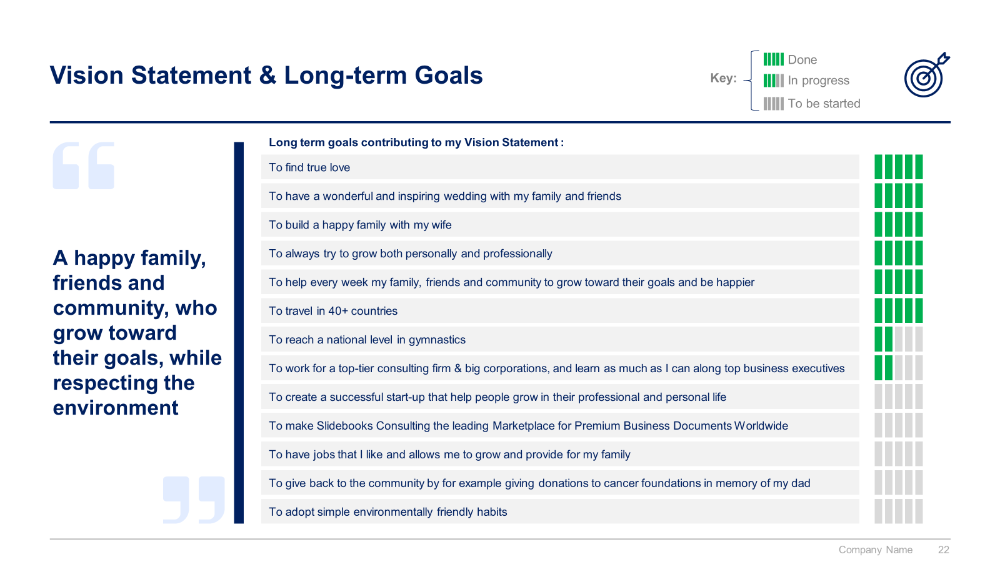 Vision Statement & Long-term Goals
Key:
Done
In progress
To be started
A happy family,
friends and
community, who
grow toward
their goals, while
respecting the
environment
Long term goals contributing to my Vision Statement :
To find true love
To have a wonderful and inspiring wedding with my family and friends
To build a happy family with my wife
To always try to grow both personally and professionally
To help every week my family, friends and community to grow toward their goals and be happier
To travel in 40+ countries
To reach a national level in gymnastics
To work for a top-tier consulting firm & big corporations, and learn as much as I can along top business executives
To create a successful start-up that help people grow in their professional and personal life
To make Slidebooks Consulting the leading Marketplace for Premium Business Documents Worldwide
To have jobs that I like and allows me to grow and provide for my family
To give back to the community by for example giving donations to cancer foundations in memory of my dad
To adopt simple environmentally friendly habits
Company Name 22